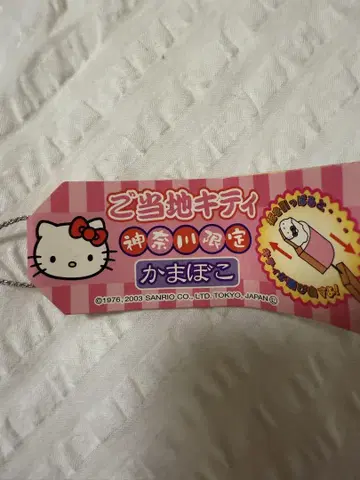 ご当地キティ
神奈川限定
かまぼこ
©1976, 2003 SANRIO CO., LTD. TOKYO, JAPAN Ⓛ